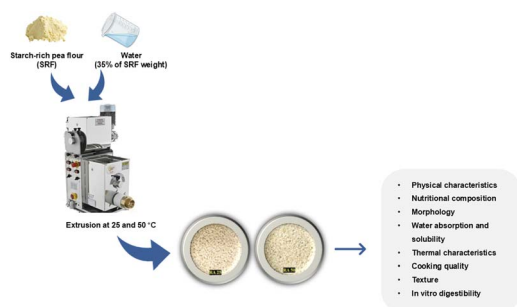 Starch-rich pea flour
(SRF)
Water
(35% of SRF weight)
Extrusion at 25 and 50 °C
• Physical characteristics
• Nutritional composition
• Morphology
• Water absorption and
solubility
• Thermal characteristics
• Cooking quality
• Texture
• In vitro digestibility